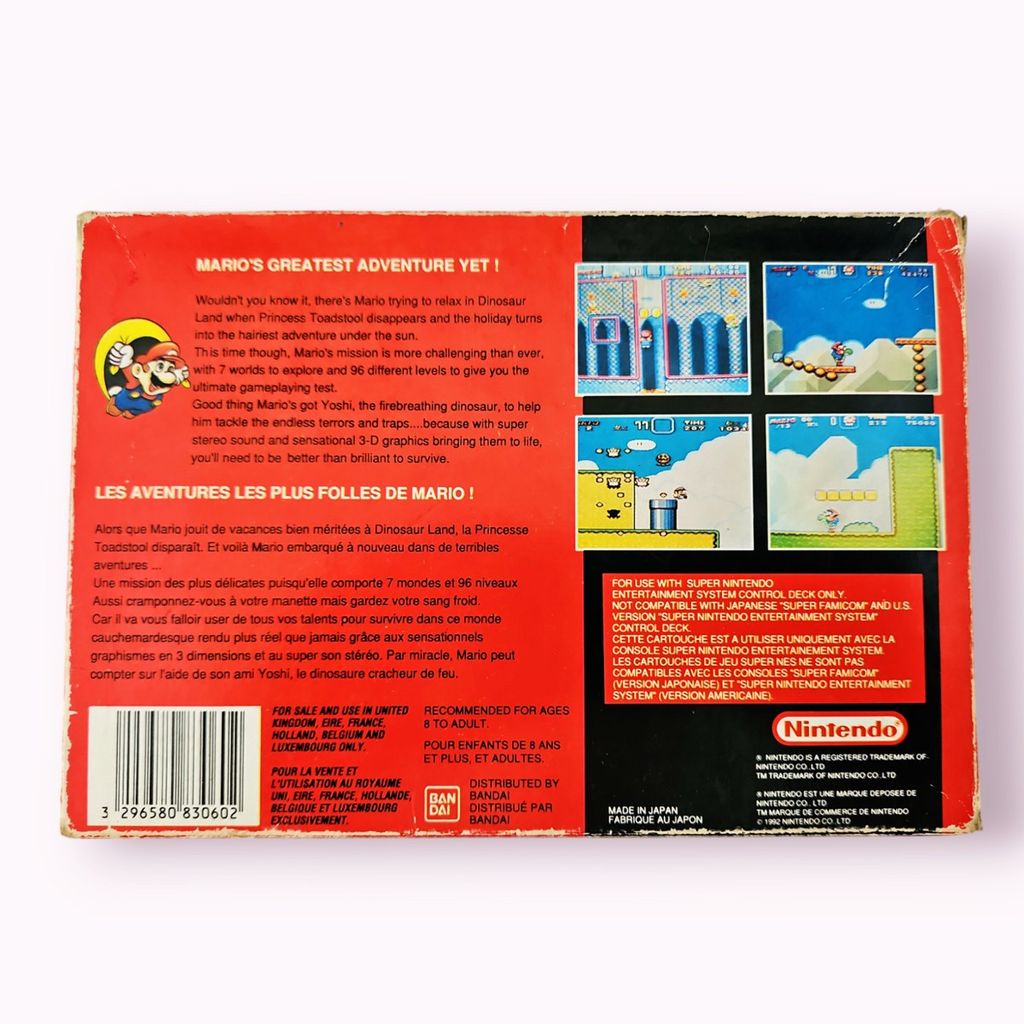 MARIO'S GREATEST ADVENTURE YET !
Wouldn't you know it, there's Mario trying to relax in Dinosaur
Land when Princess Toadstool disappears and the holiday turns
into the hairiest adventure under the sun.
This time though, Mario's mission is more challenging than ever,
with 7 worlds to explore and 96 different levels to give you the
ultimate gameplaying test.
Good thing Mario's got Yoshi, the firebreathing dinosaur, to help
him tackle the endless terrors and traps....because with super
stereo sound and sensational 3-D graphics bringing them to life,
you'll need to be better than brilliant to survive.
LES AVENTURES LES PLUS FOLLES DE MARIO !
Alors que Mario jouit de vacances bien méritées à Dinosaur Land, la Princesse
Toadstool disparaît. Et voilà Mario embarqué à nouveau dans de terribles
aventures ...
Une mission des plus délicates puisqu'elle comporte 7 mondes et 96 niveaux
Aussi cramponnez-vous à votre manette mais gardez votre sang froid.
Car il va vous falloir user de tous vos talents pour survivre dans ce monde
cauchemardesque rendu plus réel que jamais grâce aux sensationnels
graphismes en 3 dimensions et au super son stéréo. Par miracle, Mario peut
compter sur l'aide de son ami Yoshi, le dinosaure cracheur de feu.
3 296580 830602
FOR SALE AND USE IN UNITED
KINGDOM, EIRE, FRANCE,
HOLLAND, BELGIUM AND
LUXEMBOURG ONLY.
POUR LA VENTE ET
L'UTILISATION AU ROYAUME
UNI, EIRE, FRANCE, HOLLANDE,
BELGIQUE ET LUXEMBOURG
EXCLUSIVEMENT.
RECOMMENDED FOR AGES
8 TO ADULT.
POUR ENFANTS DE 8 ANS
ET PLUS, ET ADULTES.
BAN
DAI
DISTRIBUTED BY
BANDAI
DISTRIBUÉ PAR
BANDAI
FOR USE WITH SUPER NINTENDO
ENTERTAINMENT SYSTEM CONTROL DECK ONLY.
NOT COMPATIBLE WITH JAPANESE "SUPER FAMICOM" AND U.S.
VERSION "SUPER NINTENDO ENTERTAINMENT SYSTEM"
CONTROL DECK.
CETTE CARTOUCHE EST A UTILISER UNIQUEMENT AVEC LA
CONSOLE SUPER NINTENDO ENTERTAINEMENT SYSTEM.
LES CARTOUCHES DE JEU SUPER NES NE SONT PAS
COMPATIBLES AVEC LES CONSOLES "SUPER FAMICOM"
(VERSION JAPONAISE) ET "SUPER NINTENDO ENTERTAINMENT
SYSTEM" (VERSION AMERICAINE).
Nintendo®
® NINTENDO IS A REGISTERED TRADEMARK OF
NINTENDO CO.,LTD
TM TRADEMARK OF NINTENDO CO.,LTD
® NINTENDO EST UNE MARQUE DEPOSEE DE
NINTENDO CO., LTD
TM MARQUE DE COMMERCE DE NINTENDO
© 1992 NINTENDO CO., LTD
MADE IN JAPAN
FABRIQUE AU JAPON